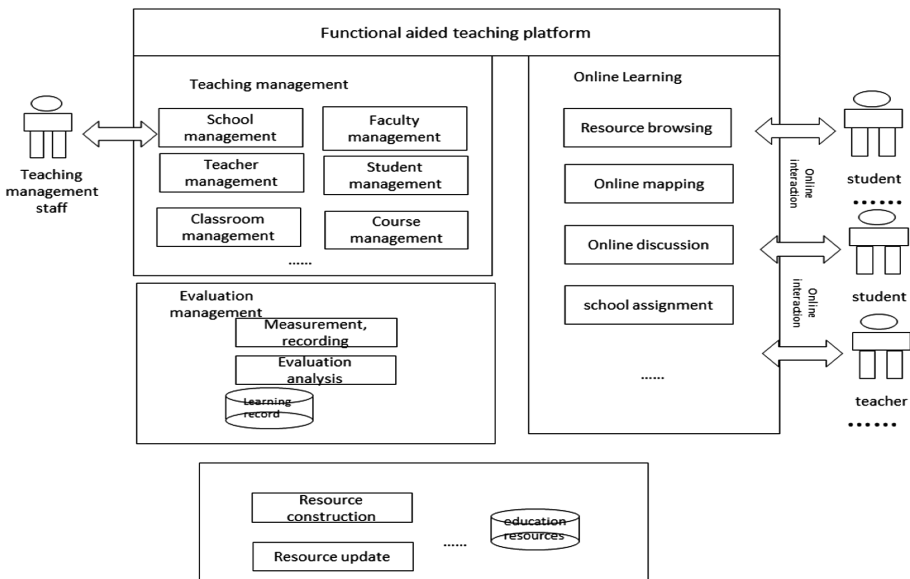 Functional aided teaching platform
Teaching management
School
management
Faculty
management
Teacher
management
Student
management
Classroom
management
Course
management
......
Teaching
management
staff
Evaluation
management
Measurement,
recording
Evaluation
analysis
Learning
record
Online Learning
Resource browsing
Online mapping
Online discussion
school assignment
......
Online
interaction
Online
interaction
student
......
student
teacher
......
Resource
construction
Resource update
......
education
resources